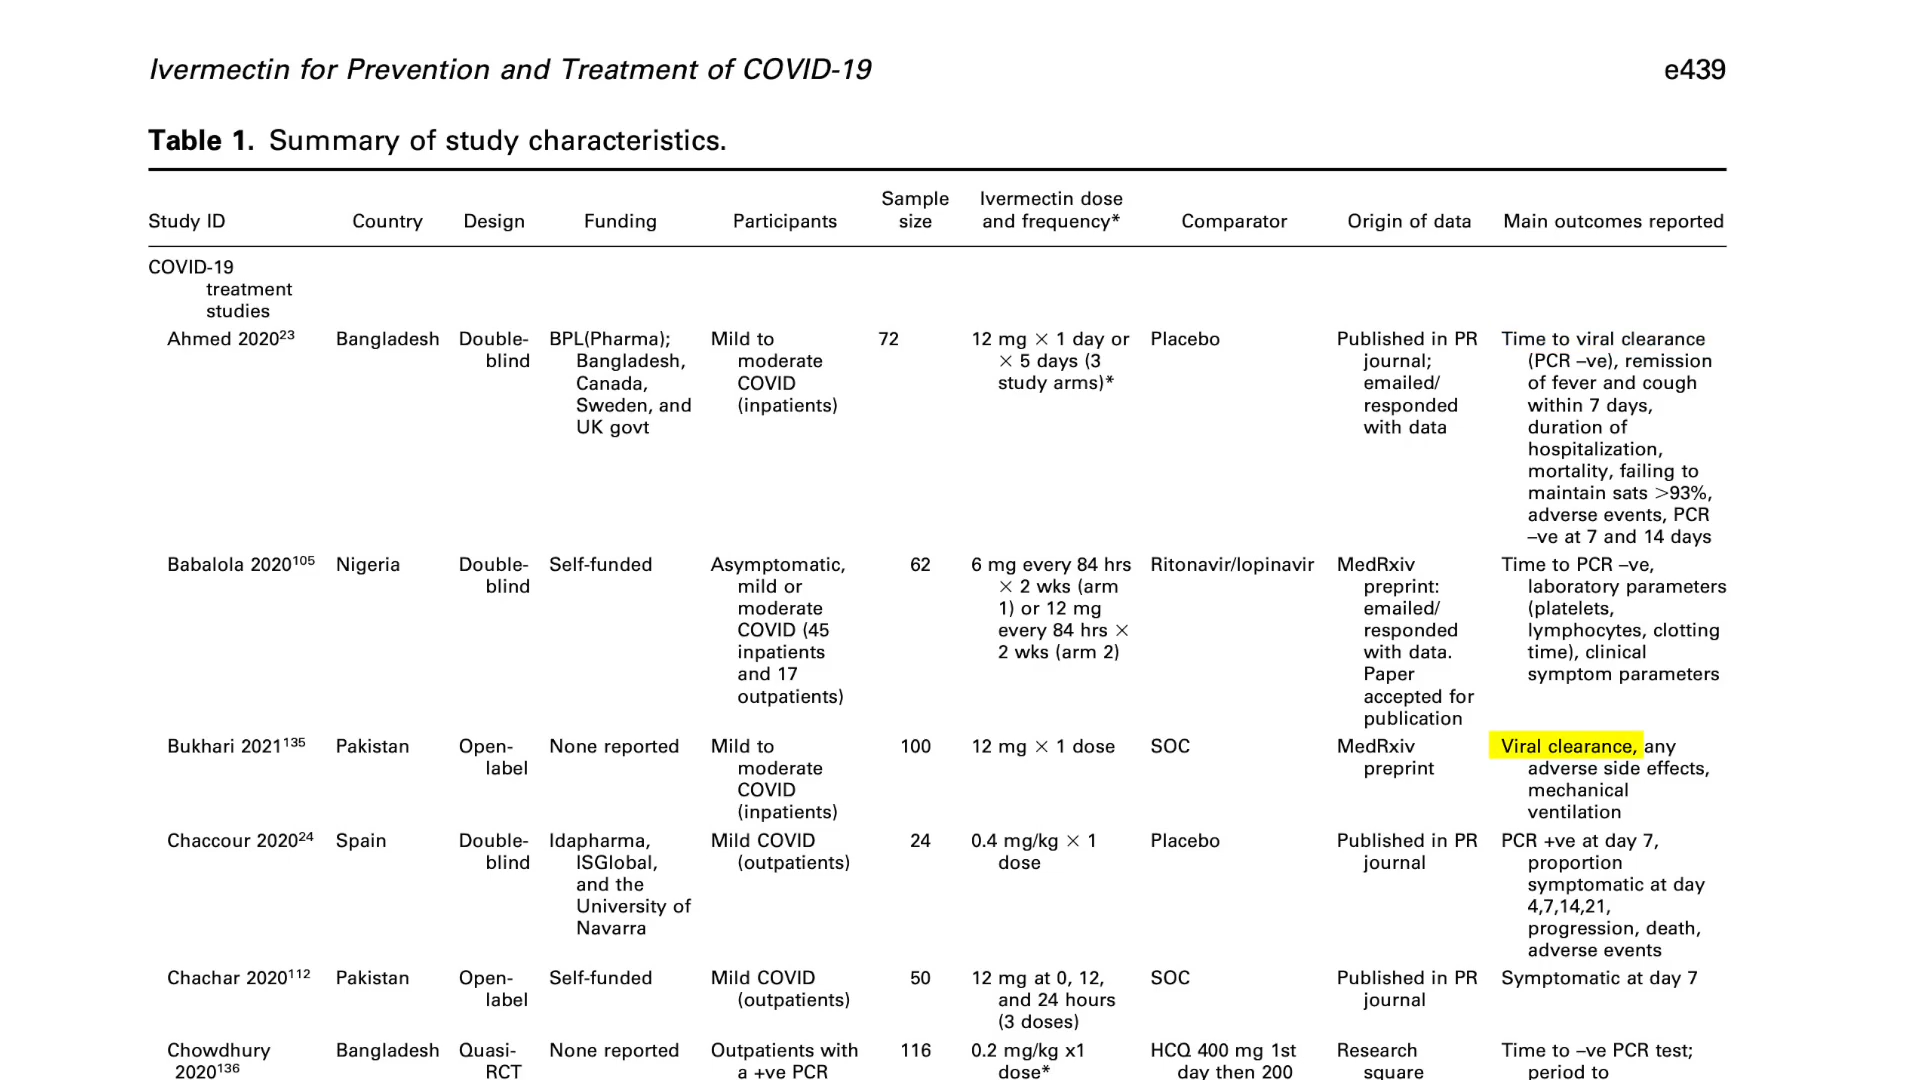 Ivermectin for Prevention and Treatment of COVID-19 e439
Table 1. Summary of study characteristics.
Sample Ivermectin dose
Study ID Country Design Funding Participants size and frequency* Comparator Origin of data Main outcomes reported
COVID-19
treatment
studies
Ahmed 2020²³ Bangladesh Double- BPL(Pharma); Mild to 72 12 mg × 1 day or Placebo Published in PR Time to viral clearance
blind Bangladesh, moderate × 5 days (3 journal; (PCR –ve), remission
Canada, COVID study arms)* emailed/ of fever and cough
Sweden, and (inpatients) responded within 7 days,
UK govt with data duration of
hospitalization,
mortality, failing to
maintain sats >93%,
adverse events, PCR
–ve at 7 and 14 days
Babalola 2020¹⁰⁵ Nigeria Double- Self-funded Asymptomatic, 62 6 mg every 84 hrs Ritonavir/lopinavir MedRxiv Time to PCR –ve,
blind mild or × 2 wks (arm preprint: laboratory parameters
moderate 1) or 12 mg emailed/ (platelets,
COVID (45 every 84 hrs × responded lymphocytes, clotting
inpatients 2 wks (arm 2) with data. time), clinical
and 17 Paper symptom parameters
outpatients) accepted for
publication
Bukhari 2021¹³⁵ Pakistan Open- None reported Mild to 100 12 mg × 1 dose SOC MedRxiv Viral clearance, any
label moderate preprint adverse side effects,
COVID mechanical
(inpatients) ventilation
Chaccour 2020²⁴ Spain Double- Idapharma, Mild COVID 24 0.4 mg/kg × 1 Placebo Published in PR PCR +ve at day 7,
blind ISGlobal, (outpatients) dose journal proportion
and the symptomatic at day
University of 4,7,14,21,
Navarra progression, death,
adverse events
Chachar 2020¹¹² Pakistan Open- Self-funded Mild COVID 50 12 mg at 0, 12, SOC Published in PR Symptomatic at day 7
label (outpatients) and 24 hours journal
(3 doses)
Chowdhury Bangladesh Quasi- None reported Outpatients with 116 0.2 mg/kg x1 HCQ 400 mg 1st Research Time to –ve PCR test;
2020¹³⁶ RCT a +ve PCR dose* day then 200 square period to